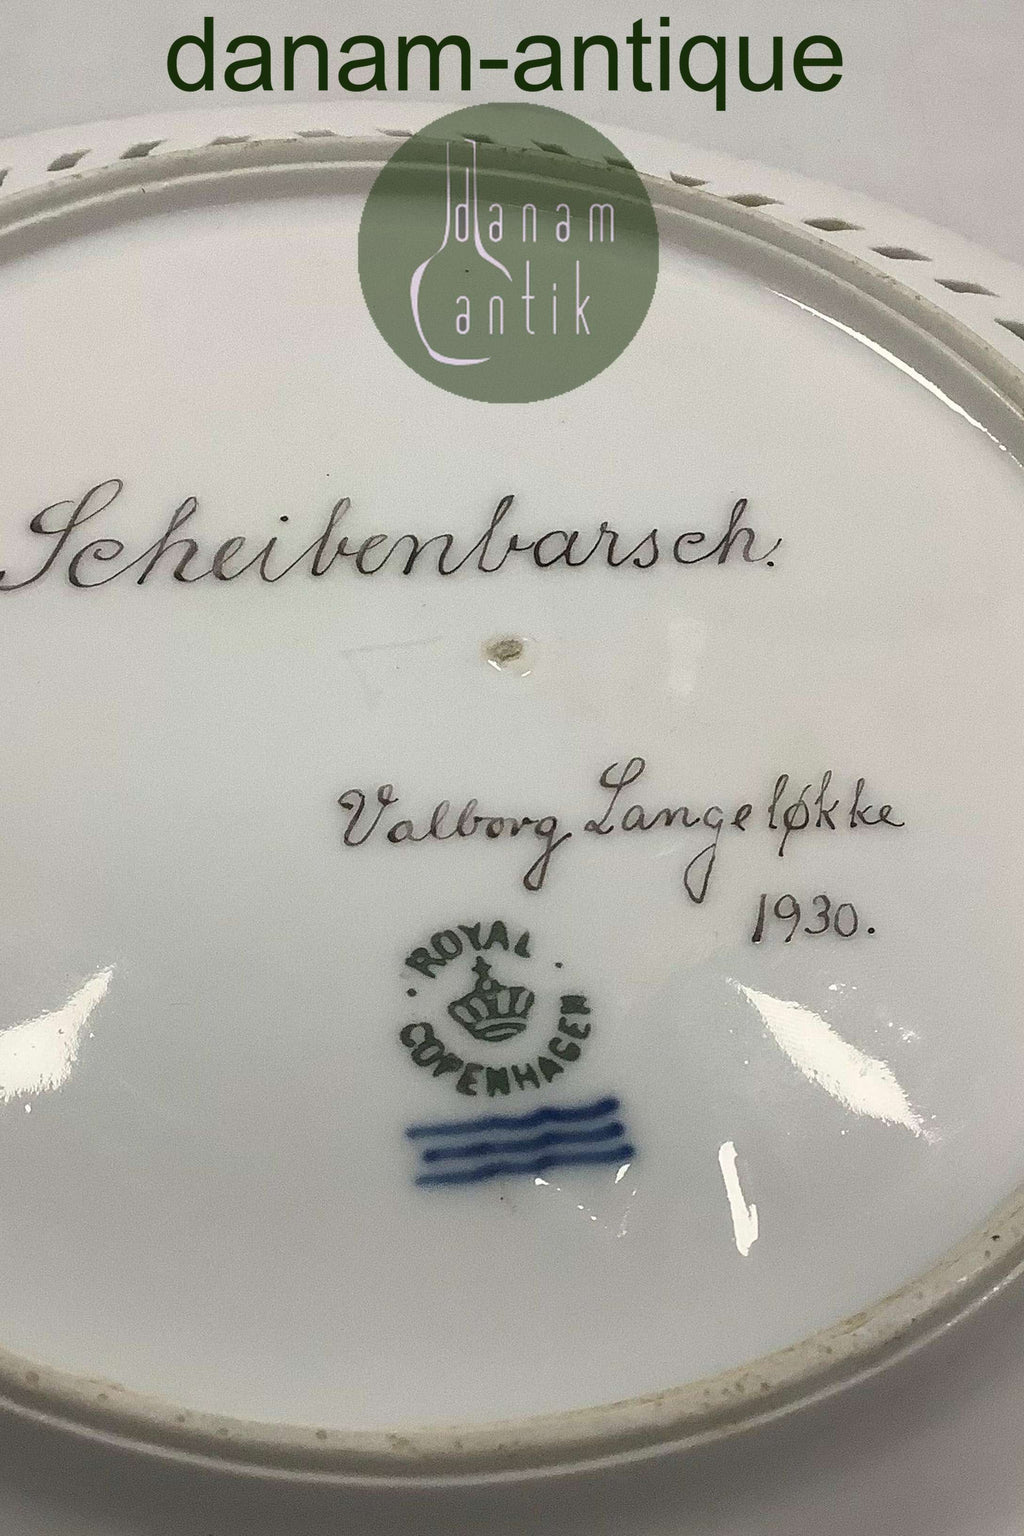 danam-antique
danam
antik
Scheibenbarsch.
Valborg Langeløkke
1930.
ROYAL
COPENHAGEN